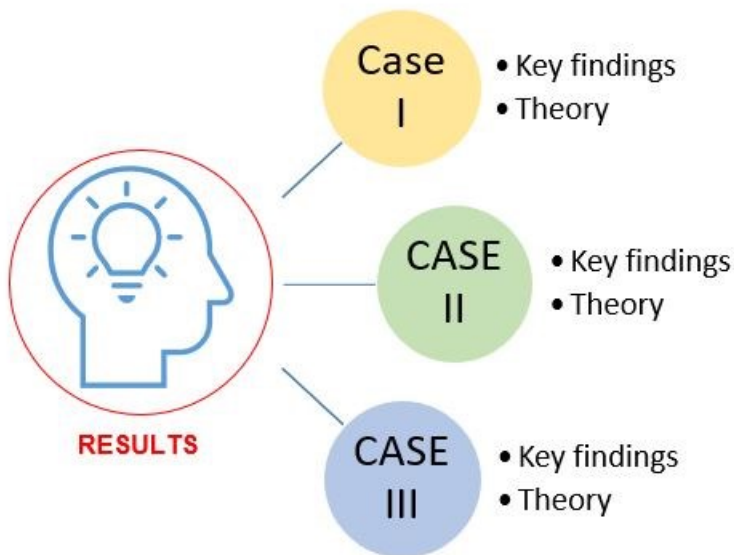 Case
I
• Key findings
• Theory
CASE
II
• Key findings
• Theory
RESULTS
CASE
III
• Key findings
• Theory